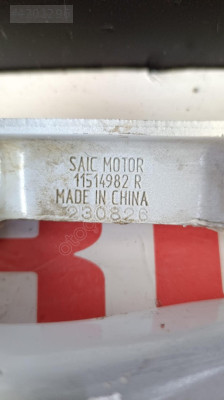 SAIC MOTOR
11514982 R
MADE IN CHINA
230826